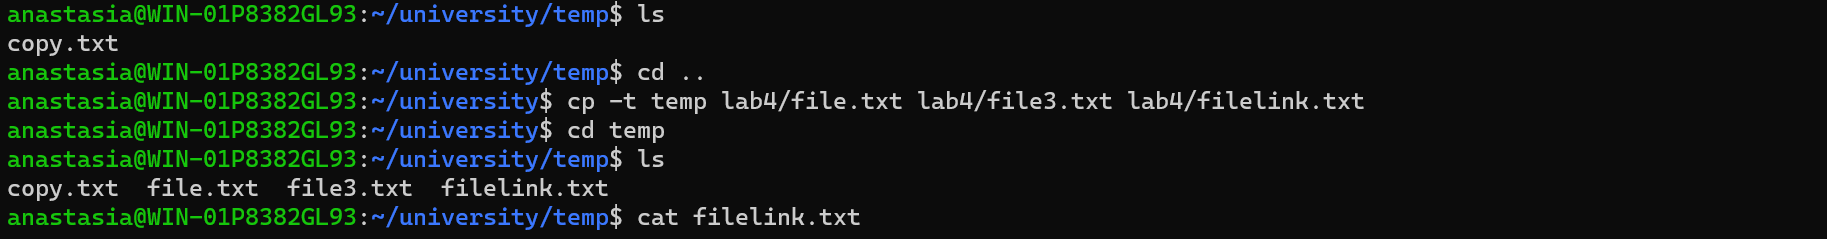 anastasia@WIN-01P8382GL93:~/university/temp$ ls
copy.txt
anastasia@WIN-01P8382GL93:~/university/temp$ cd ..
anastasia@WIN-01P8382GL93:~/university$ cp -t temp lab4/file.txt lab4/file3.txt lab4/filelink.txt
anastasia@WIN-01P8382GL93:~/university$ cd temp
anastasia@WIN-01P8382GL93:~/university/temp$ ls
copy.txt  file.txt  file3.txt  filelink.txt
anastasia@WIN-01P8382GL93:~/university/temp$ cat filelink.txt